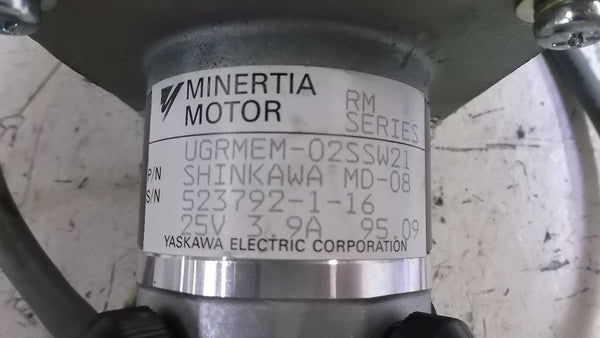 MINERTIA
MOTOR
RM
SERIES
UGRMEM-02SSW21
P/N SHINKAWA MD-08
S/N 523792-1-16
25V 3.9A 95.09
YASKAWA ELECTRIC CORPORATION